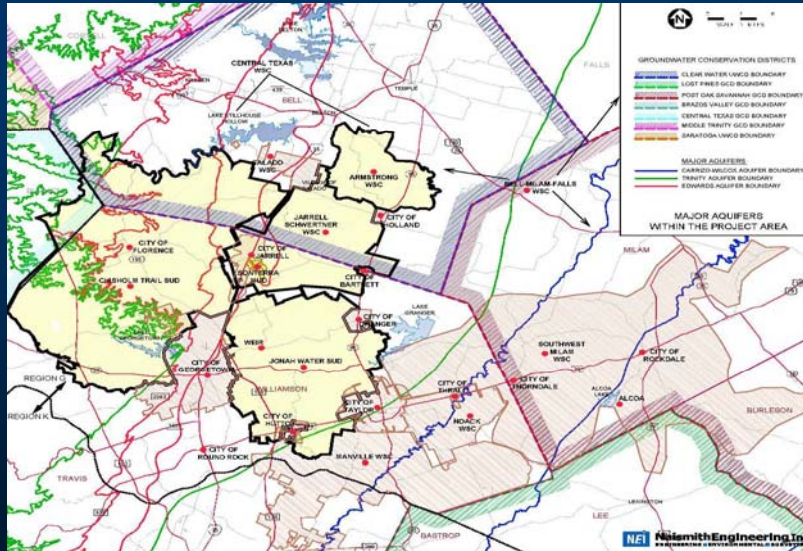 N
GROUNDWATER CONSERVATION DISTRICTS
CLEAR WATER UWCD BOUNDARY
LOST PINES GCD BOUNDARY
POST OAK SAVANNAH GCD BOUNDARY
BRAZOS VALLEY GCD BOUNDARY
CENTRAL TEXAS GCD BOUNDARY
MIDDLE TRINITY GCD BOUNDARY
SARATOGA UWCD BOUNDARY
MAJOR AQUIFERS
CARRIZO-WILCOX AQUIFER BOUNDARY
TRINITY AQUIFER BOUNDARY
EDWARDS AQUIFER BOUNDARY
MAJOR AQUIFERS
WITHIN THE PROJECT AREA
FALLS
CENTRAL TEXAS
WSC
BELL
TEMPLE
LAKE STILLHOUSE
HOLLOW
SALADO
WSC
ARMSTRONG
WSC
BELL-MILAM-FALLS
WSC
CITY OF
HOLLAND
JARRELL
SCHWERTNER
WSC
CITY OF
FLORENCE
CITY OF
JARRELL
SONTERRA
MUD
MILAM
CHISHOLM TRAIL SUD
CITY OF
BARTLETT
CITY OF
GRANGER
LAKE
GRANGER
WEIR
JONAH WATER SUD
CITY OF
GEORGETOWN
SOUTHWEST
MILAM
WSC
CITY OF
ROCKDALE
REGION G
REGION K
WILLIAMSON
CITY OF
TAYLOR
CITY OF
THRALL
CITY OF
THORNDALE
ALCOA
LAKE
ALCOA
BURLESON
NOACK
WSC
CITY OF
HUTTO
CITY OF
ROUND ROCK
MANVILLE WSC
TRAVIS
LEE
LEXINGTON
BASTROP
NEI Naismith Engineering, Inc
ENGINEERING ENVIRONMENTAL SURVEYING